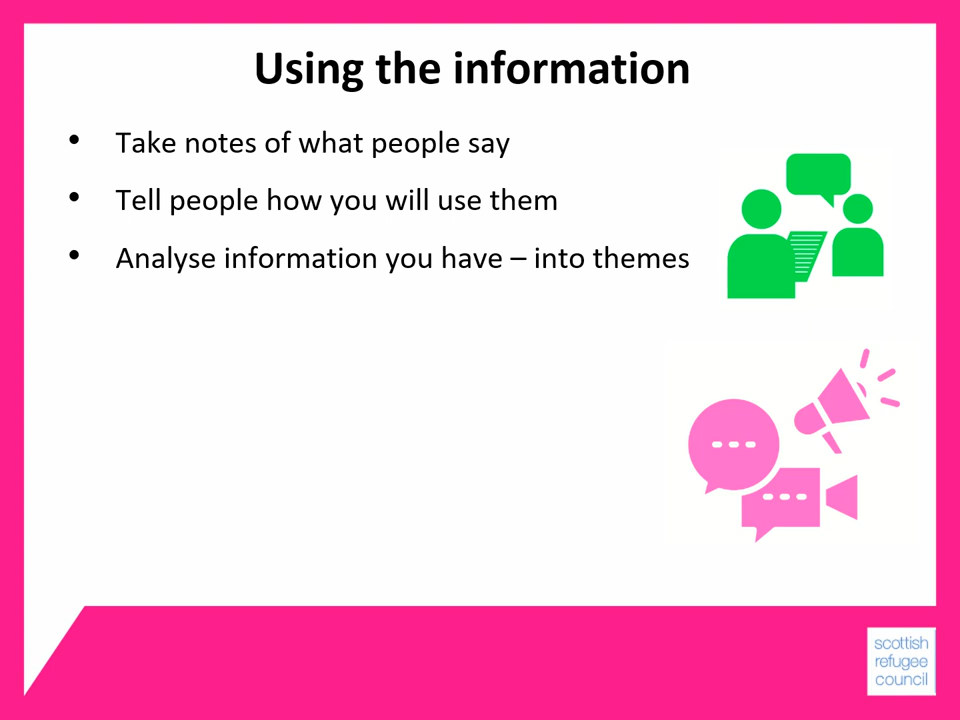 Using the information
• Take notes of what people say
• Tell people how you will use them
• Analyse information you have – into themes
scottish
refugee
council